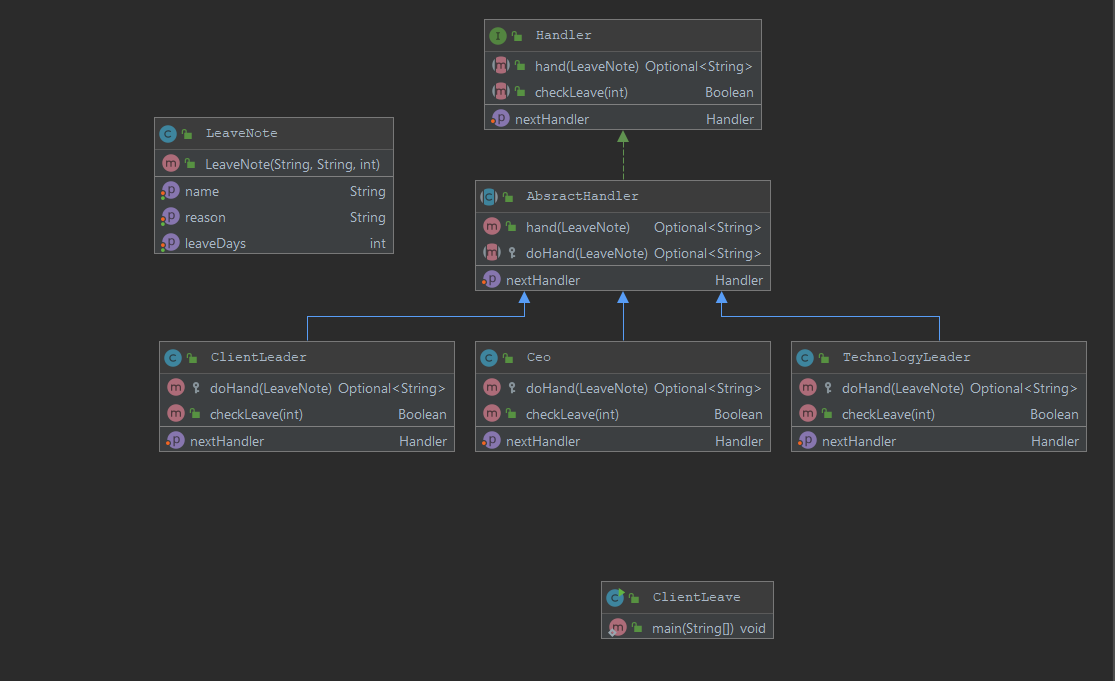 Handler
hand(LeaveNote) Optional<String>
checkLeave(int) Boolean
nextHandler Handler
LeaveNote
LeaveNote(String, String, int)
name String
reason String
leaveDays int
AbsractHandler
hand(LeaveNote) Optional<String>
doHand(LeaveNote) Optional<String>
nextHandler Handler
ClientLeader
doHand(LeaveNote) Optional<String>
checkLeave(int) Boolean
nextHandler Handler
Ceo
doHand(LeaveNote) Optional<String>
checkLeave(int) Boolean
nextHandler Handler
TechnologyLeader
doHand(LeaveNote) Optional<String>
checkLeave(int) Boolean
nextHandler Handler
ClientLeave
main(String[]) void